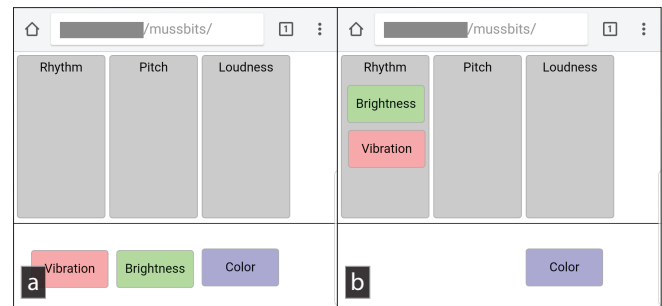 /mussbits/ 1
Rhythm Pitch Loudness
Vibration Brightness Color
a
/mussbits/ 1
Rhythm Pitch Loudness
Brightness
Vibration
Color
b